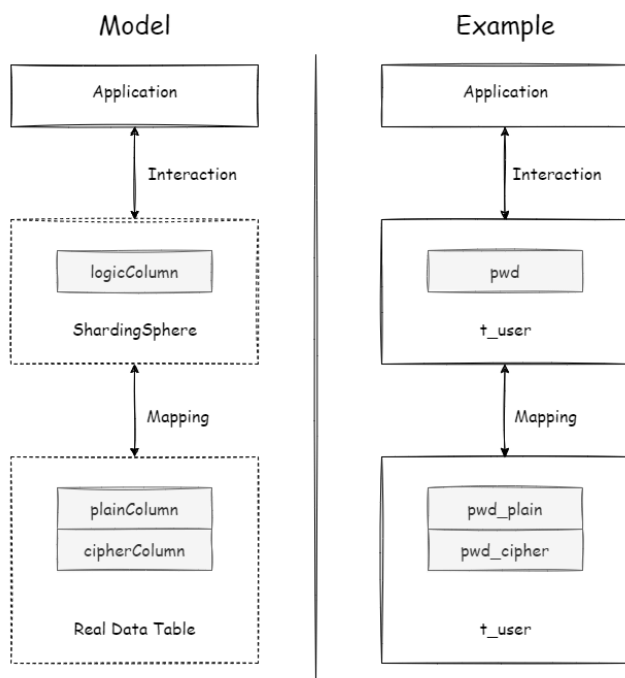 Model
Application
Interaction
logicColumn
ShardingSphere
Mapping
plainColumn
cipherColumn
Real Data Table
Example
Application
Interaction
pwd
t_user
Mapping
pwd_plain
pwd_cipher
t_user